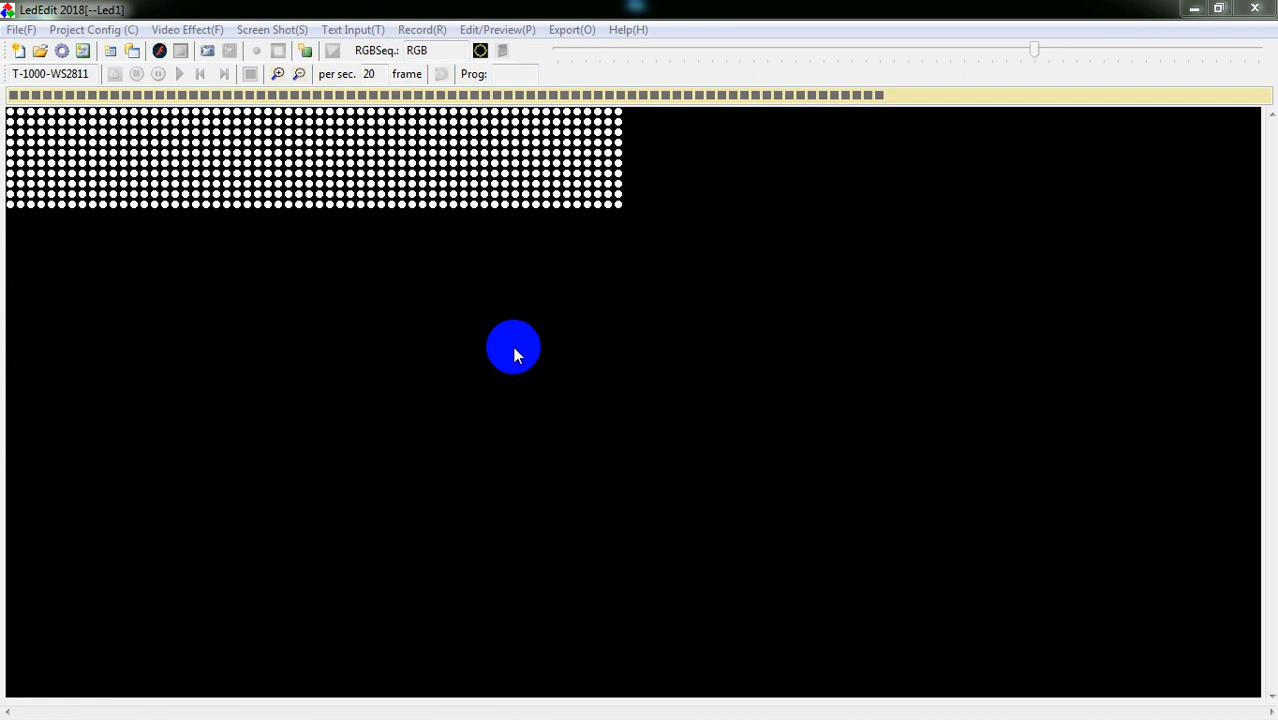 LedEdit 2018[--Led1]
File(F) Project Config (C) Video Effect(F) Screen Shot(S) Text Input(T) Record(R) Edit/Preview(P) Export(O) Help(H)
RGBSeq.: RGB
T-1000-WS2811 per sec. 20 frame Prog: